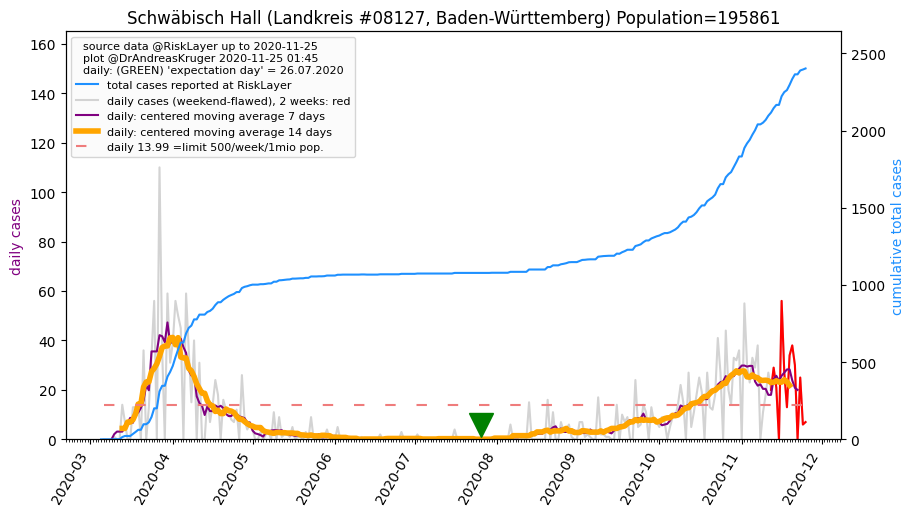 Schwäbisch Hall (Landkreis #08127, Baden-Württemberg) Population=195861
source data @RiskLayer up to 2020-11-25
plot @DrAndreasKruger 2020-11-25 01:45
daily: (GREEN) 'expectation day' = 26.07.2020
total cases reported at RiskLayer
daily cases (weekend-flawed), 2 weeks: red
daily: centered moving average 7 days
daily: centered moving average 14 days
daily 13.99 =limit 500/week/1mio pop.
daily cases
160
140
120
100
80
60
40
20
0
cumulative total cases
2500
2000
1500
1000
500
0
2020-03
2020-04
2020-05
2020-06
2020-07
2020-08
2020-09
2020-10
2020-11
2020-12